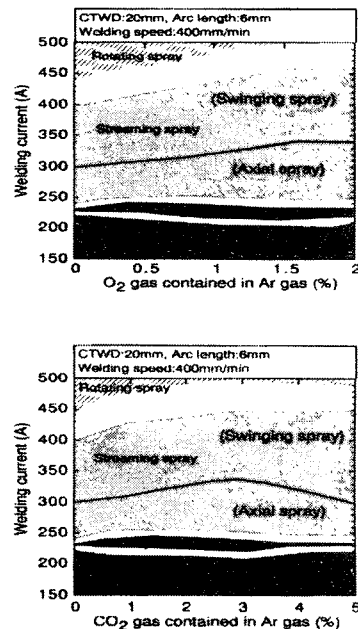 CTWD:20mm, Arc length:6mm
Welding speed:400mm/min
500
450
400
350
300
250
200
150
Welding current (A)
Rotating spray
(Swinging spray)
Streaming spray
(Axial spray)
0 0.5 1 1.5 2
O2 gas contained in Ar gas (%)
CTWD:20mm, Arc length:6mm
Welding speed:400mm/min
500
450
400
350
300
250
200
150
Welding current (A)
Rotating spray
(Swinging spray)
Streaming spray
(Axial spray)
0 1 2 3 4 5
CO2 gas contained in Ar gas (%)